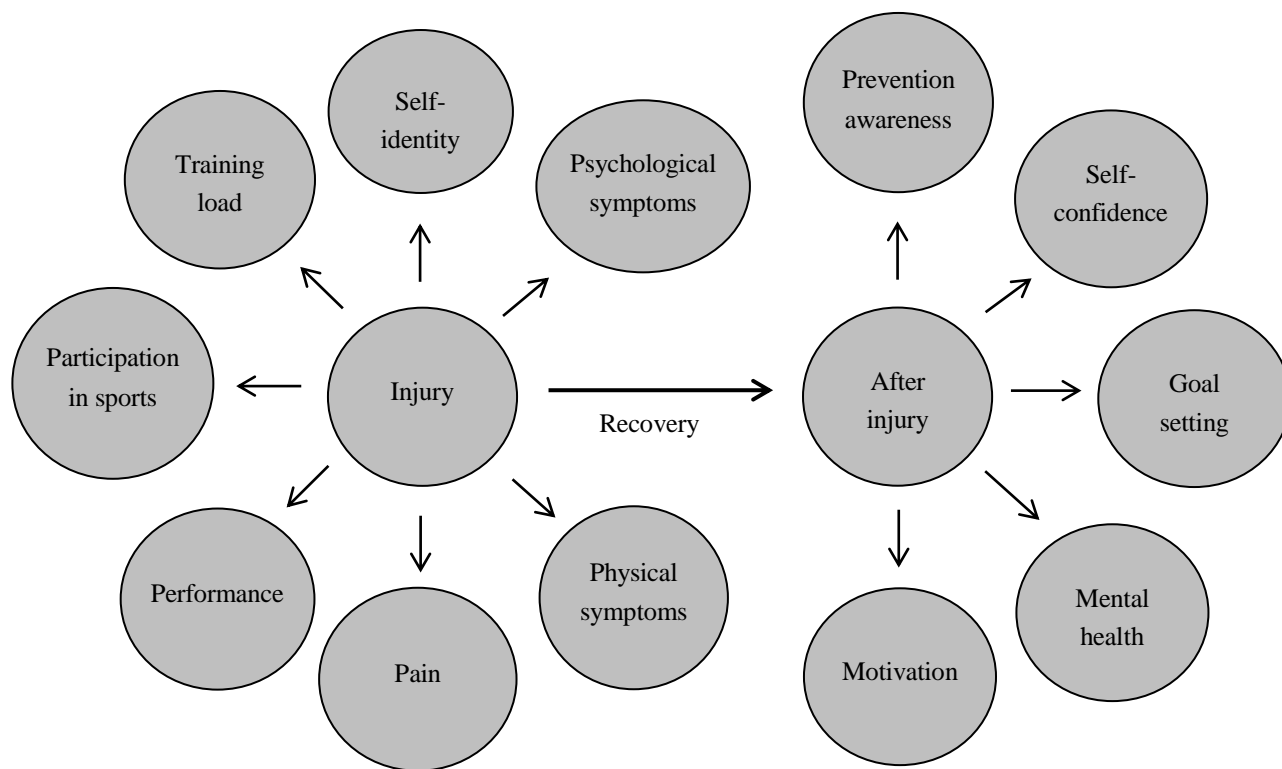 Prevention
awareness
Self-
identity
Psychological
symptoms
Training
load
Self-
confidence
Participation
in sports
Injury
Recovery
After
injury
Goal
setting
Performance
Pain
Physical
symptoms
Motivation
Mental
health